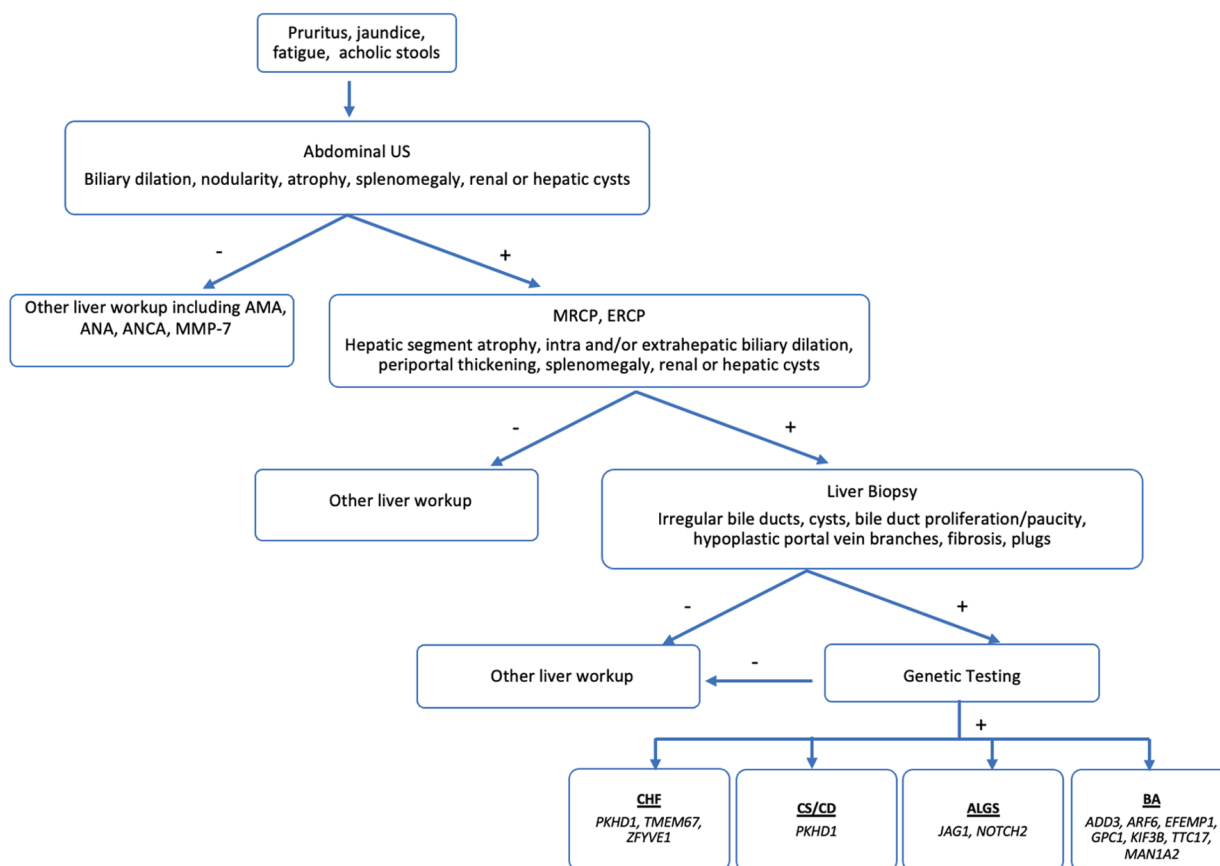 Pruritus, jaundice,
fatigue,  acholic stools
Abdominal US
Biliary dilation, nodularity, atrophy, splenomegaly, renal or hepatic cysts
-
+
Other liver workup including AMA,
ANA, ANCA, MMP-7
MRCP, ERCP
Hepatic segment atrophy, intra and/or extrahepatic biliary dilation,
periportal thickening, splenomegaly, renal or hepatic cysts
-
+
Other liver workup
Liver Biopsy
Irregular bile ducts, cysts, bile duct proliferation/paucity,
hypoplastic portal vein branches, fibrosis, plugs
-
+
Other liver workup
-
Genetic Testing
+
CHF
PKHD1, TMEM67,
ZFYVE1
CS/CD
PKHD1
ALGS
JAG1, NOTCH2
BA
ADD3, ARF6, EFEMP1,
GPC1, KIF3B, TTC17,
MAN1A2